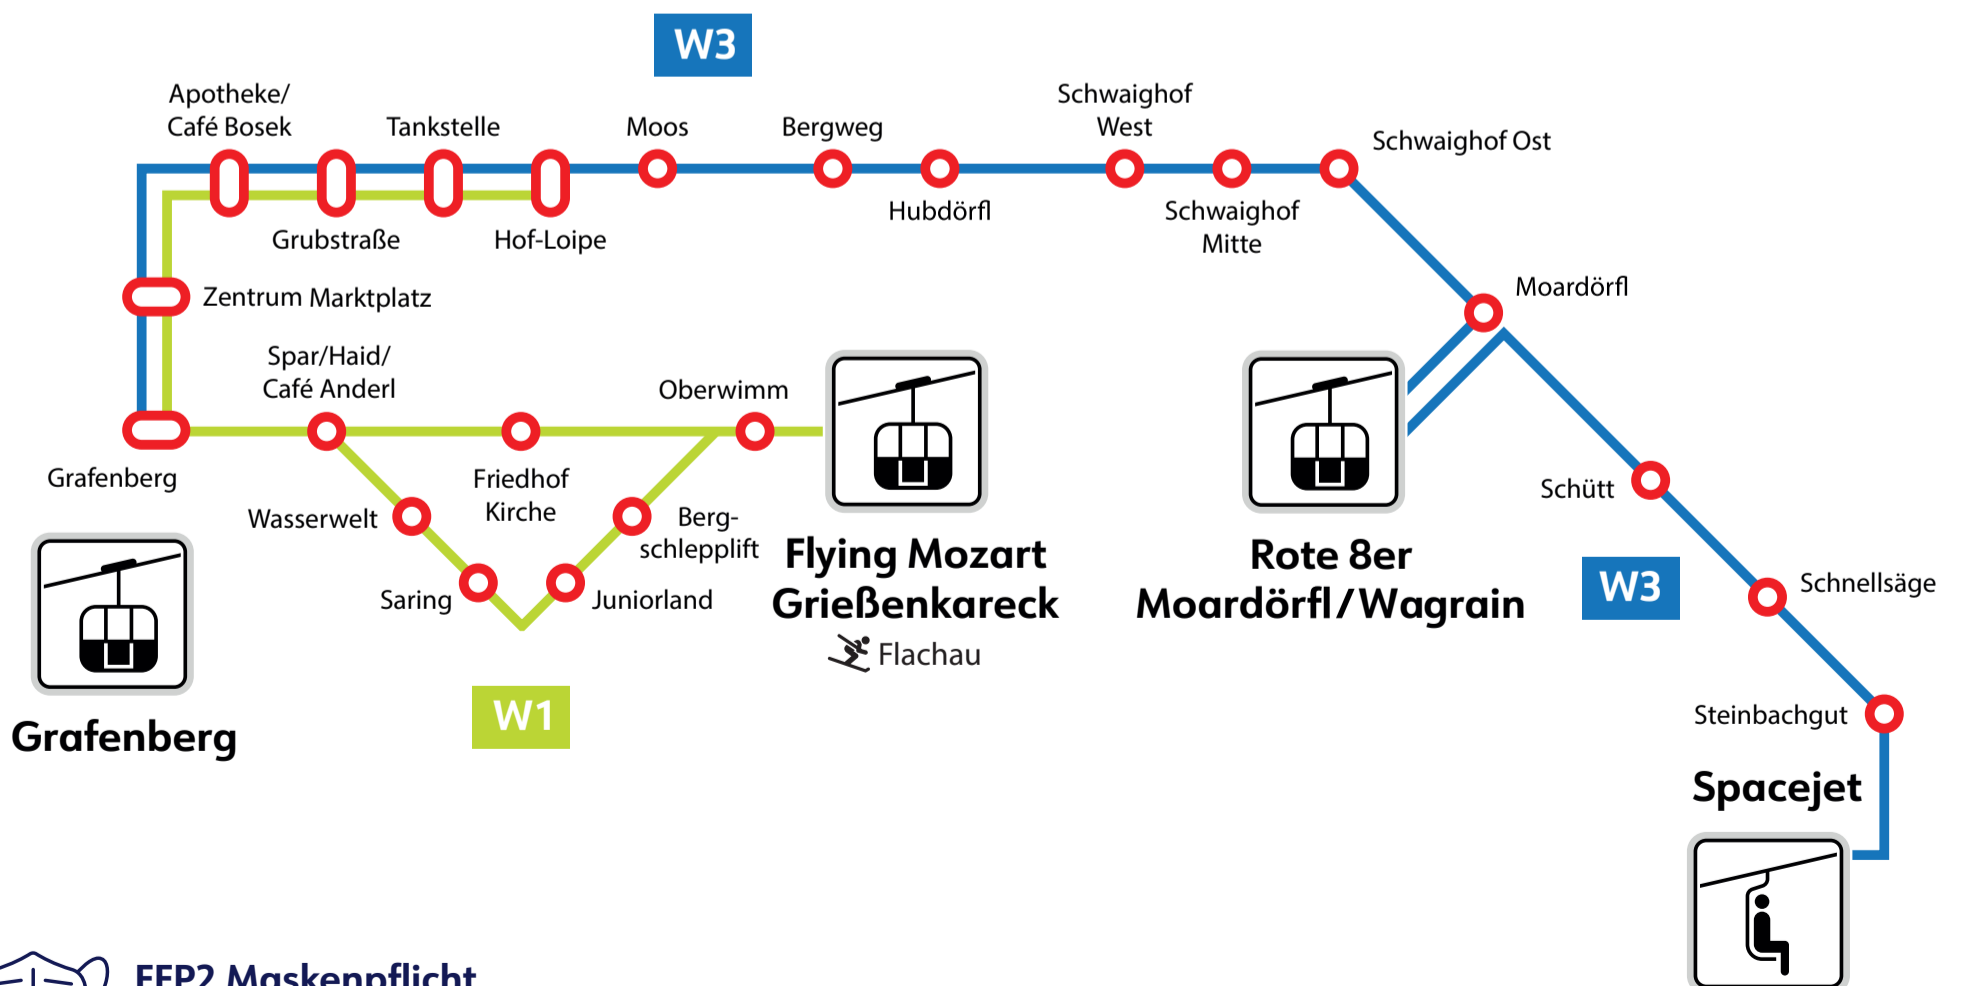 W3
Apotheke/
Café Bosek
Tankstelle
Moos
Bergweg
Schwaighof
West
Schwaighof Ost
Grubstraße
Hof-Loipe
Hubdörfl
Schwaighof
Mitte
Zentrum Marktplatz
Moardörfl
Spar/Haid/
Café Anderl
Oberwimm
Grafenberg
Friedhof
Kirche
Wasserwelt
Berg-
schlepplift
Saring
Juniorland
Flying Mozart
Grießenkareck
Flachau
Rote 8er
Moardörfl/Wagrain
Schütt
W3
Schnellsäge
W1
Grafenberg
Steinbachgut
Spacejet
FFP2 Maskenpflicht